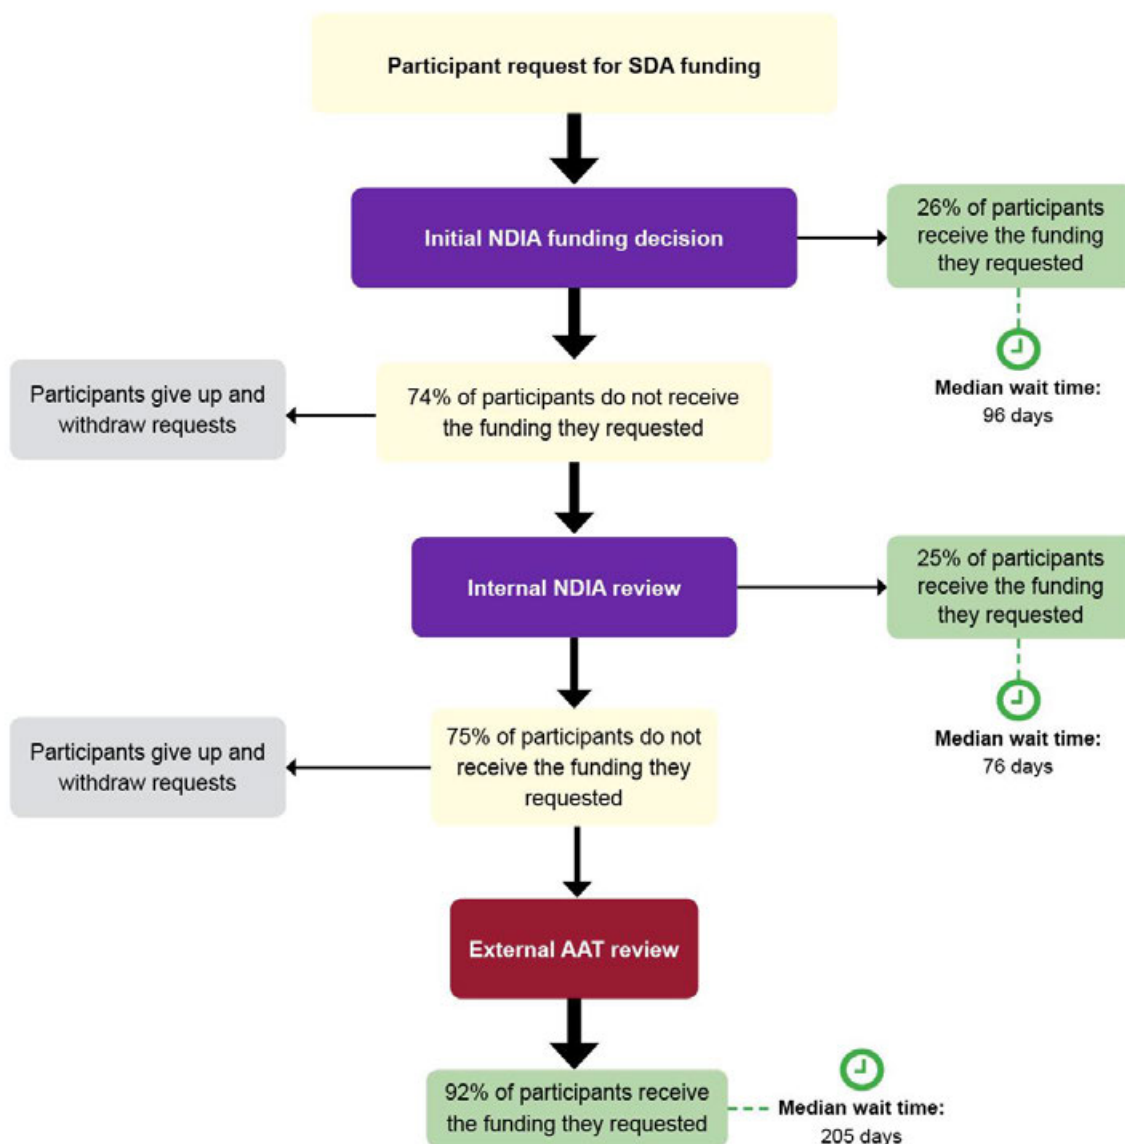 Participant request for SDA funding
Initial NDIA funding decision
26% of participants
receive the funding
they requested
Median wait time:
96 days
Participants give up and
withdraw requests
74% of participants do not receive
the funding they requested
Internal NDIA review
25% of participants
receive the funding
they requested
Median wait time:
76 days
Participants give up and
withdraw requests
75% of participants do not
receive the funding they
requested
External AAT review
92% of participants receive
the funding they requested
Median wait time:
205 days